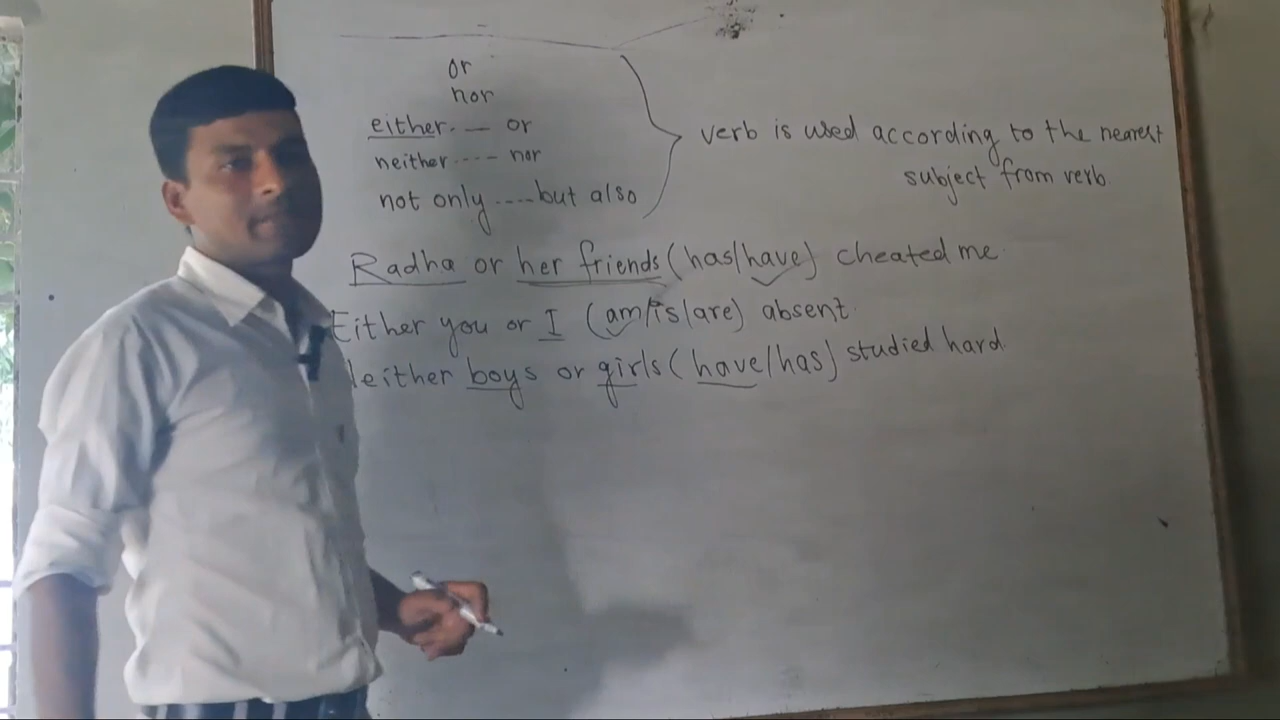 or
nor
either. — or
neither ---- nor
not only ---- but also
verb is used according to the nearest
subject from verb
Radha or her friends (has/have) cheated me.
Either you or I (am/is/are) absent.
Neither boys or girls (have/has) studied hard.